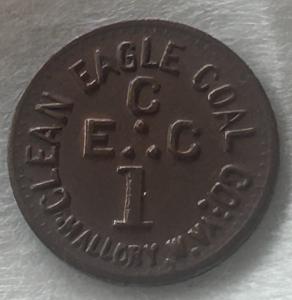 CLEAN EAGLE COAL CO.
C
E∴C
1
MALLORY, W.VA.